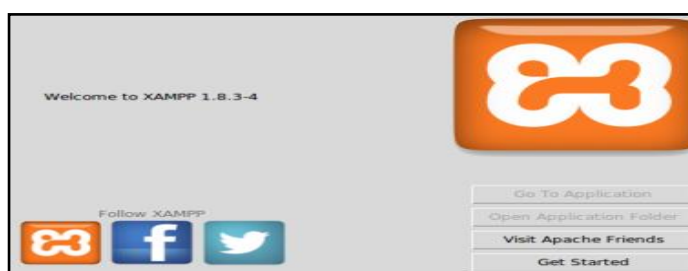 Welcome to XAMPP 1.8.3-4
Go To Application
Follow XAMPP
Open Application Folder
Visit Apache Friends
Get Started